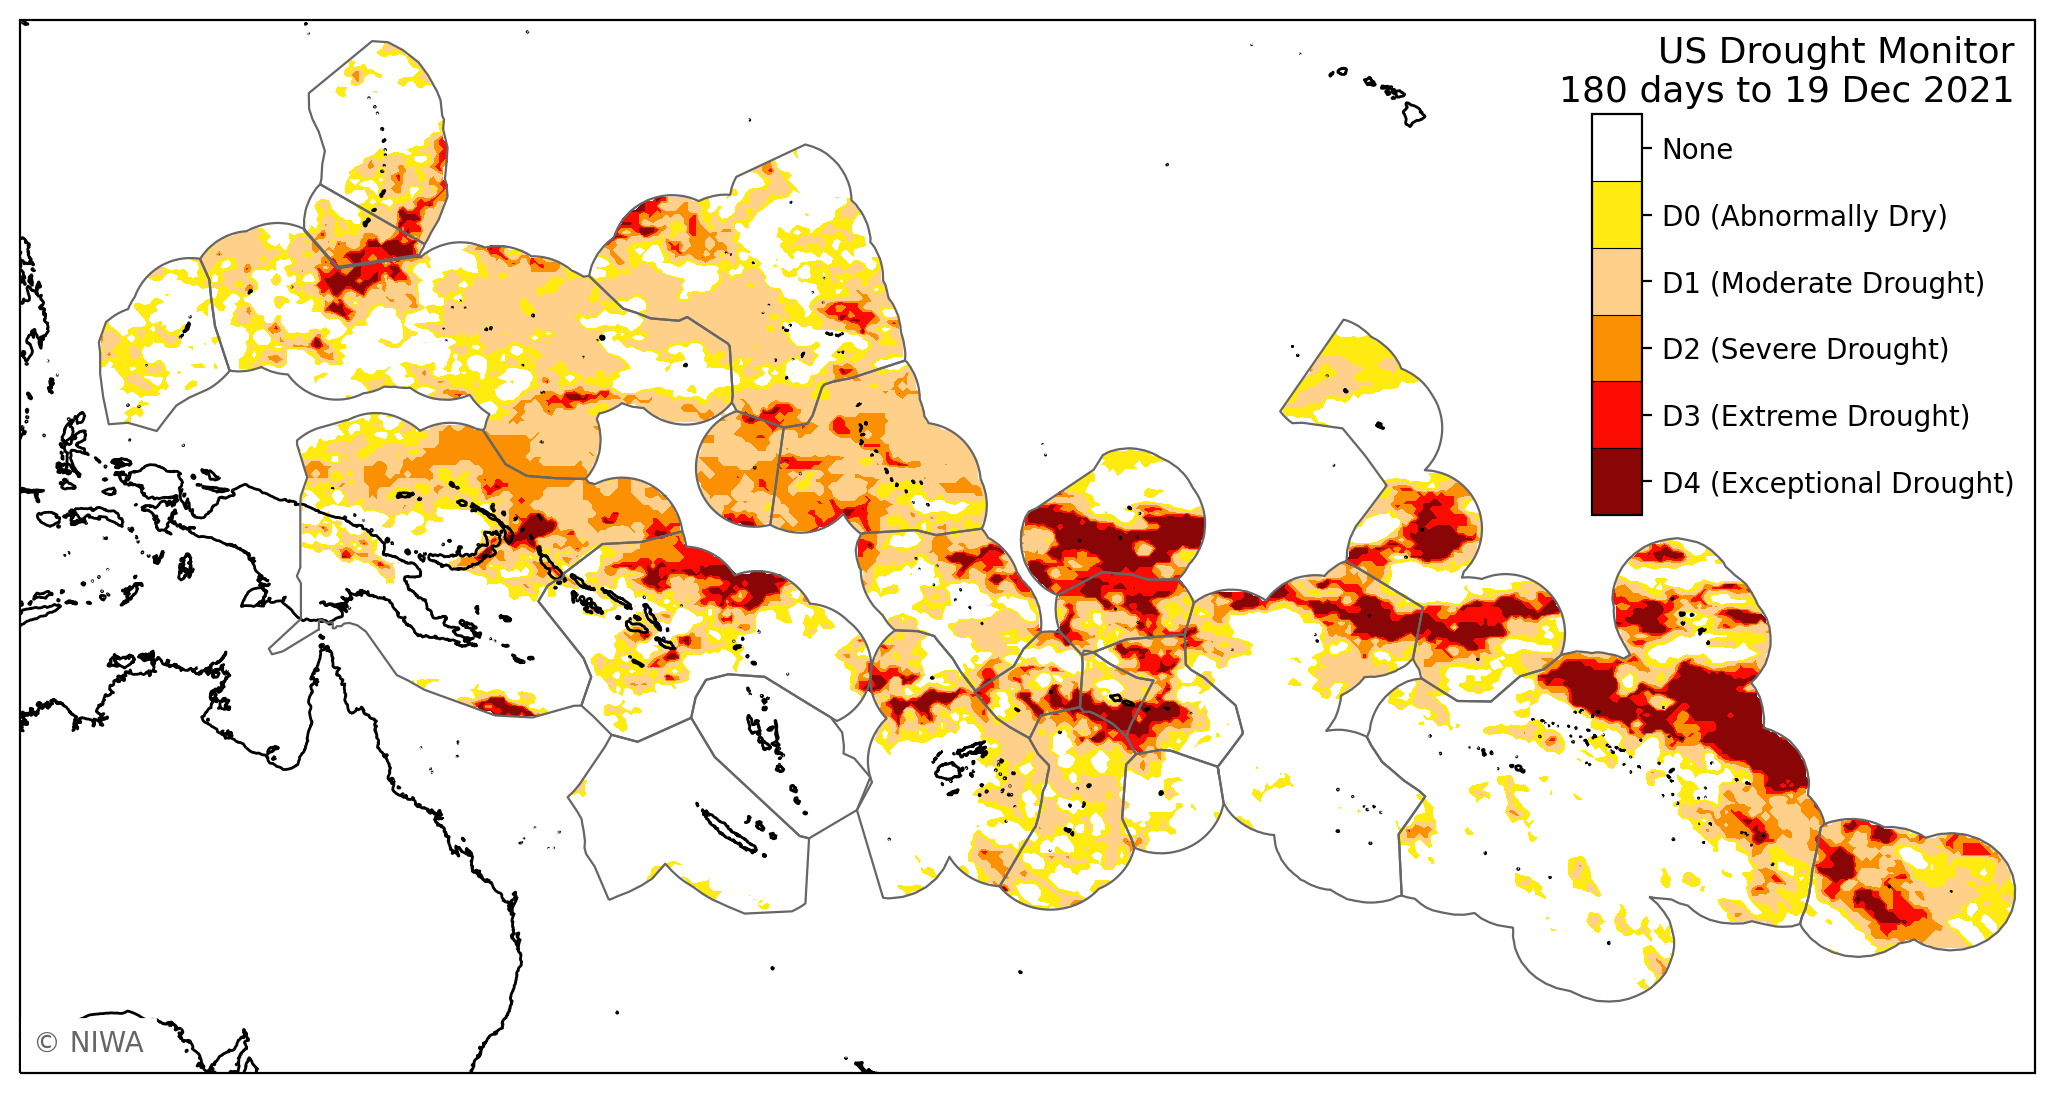 US Drought Monitor
180 days to 19 Dec 2021
None
D0 (Abnormally Dry)
D1 (Moderate Drought)
D2 (Severe Drought)
D3 (Extreme Drought)
D4 (Exceptional Drought)
© NIWA